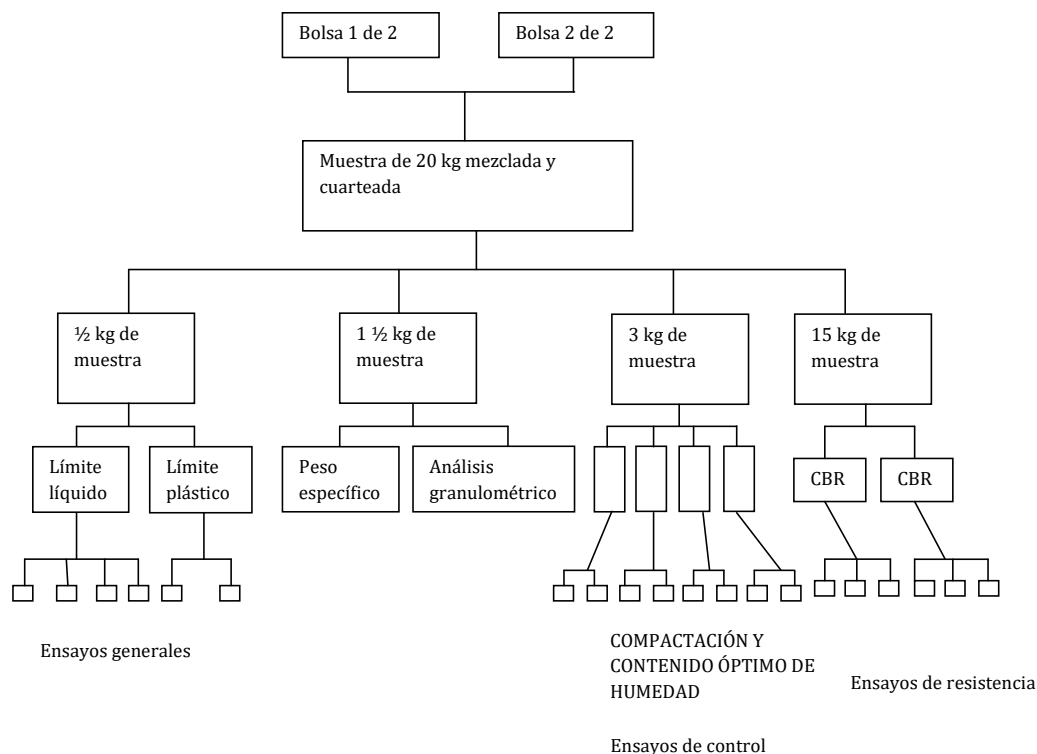 Bolsa 1 de 2
Bolsa 2 de 2
Muestra de 20 kg mezclada y
cuarteada
½ kg de
muestra
1 ½ kg de
muestra
3 kg de
muestra
15 kg de
muestra
Límite
líquido
Límite
plástico
Peso
específico
Análisis
granulométrico
CBR
CBR
Ensayos generales
COMPACTACIÓN Y
CONTENIDO ÓPTIMO DE
HUMEDAD
Ensayos de resistencia
Ensayos de control